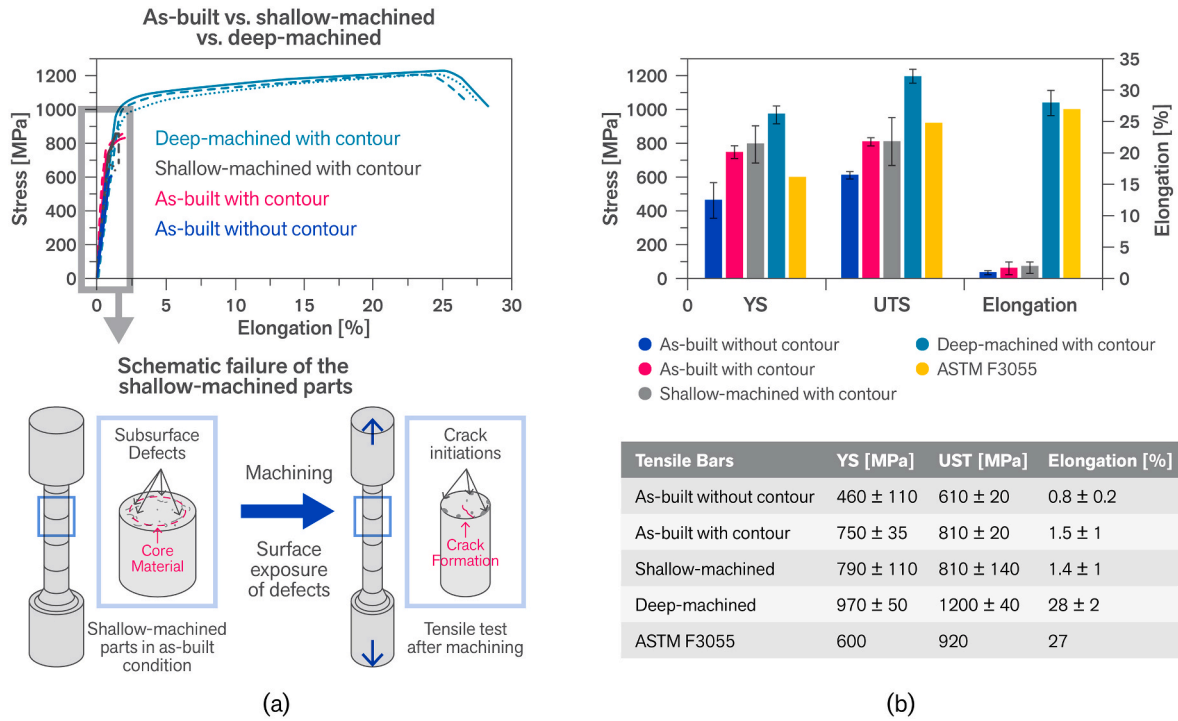 As-built vs. shallow-machined
vs. deep-machined
Stress [MPa]
1200
1000
800
600
400
200
0
Deep-machined with contour
Shallow-machined with contour
As-built with contour
As-built without contour
0 5 10 15 20 25 30
Elongation [%]
Schematic failure of the
shallow-machined parts
Subsurface
Defects
Core
Material
Machining
Surface
exposure
of defects
Crack
initiations
Crack
Formation
Shallow-machined
parts in as-built
condition
Tensile test
after machining
(a)
Stress [MPa]
1200
1000
800
600
400
200
0
35
30
25
20
15
10
5
0
Elongation [%]
0 YS UTS Elongation
As-built without contour
As-built with contour
Shallow-machined with contour
Deep-machined with contour
ASTM F3055
Tensile Bars YS [MPa] UST [MPa] Elongation [%]
As-built without contour 460 ± 110 610 ± 20 0.8 ± 0.2
As-built with contour 750 ± 35 810 ± 20 1.5 ± 1
Shallow-machined 790 ± 110 810 ± 140 1.4 ± 1
Deep-machined 970 ± 50 1200 ± 40 28 ± 2
ASTM F3055 600 920 27
(b)